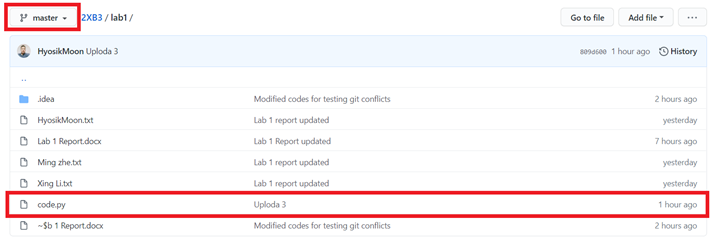 master 2XB3 / lab1 / Go to file Add file ...
HyosikMoon Uploda 3 809d600 1 hour ago History
..
.idea Modified codes for testing git conflicts 2 hours ago
HyosikMoon.txt Lab 1 report updated yesterday
Lab 1 Report.docx Lab 1 Report updated 7 hours ago
Ming zhe.txt Lab 1 report updated yesterday
Xing Li.txt Lab 1 report updated yesterday
code.py Uploda 3 1 hour ago
~$b 1 Report.docx Modified codes for testing git conflicts 2 hours ago